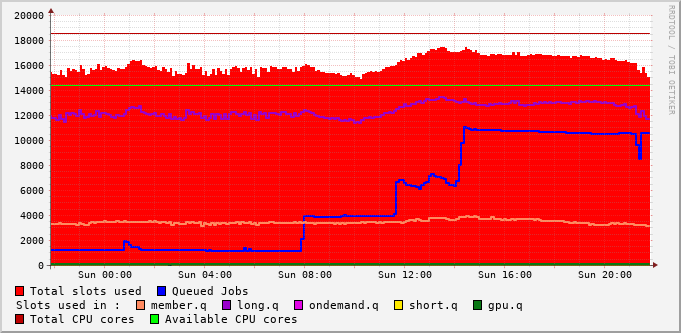 20000
18000
16000
14000
12000
10000
8000
6000
4000
2000
0
Sun 00:00 Sun 04:00 Sun 08:00 Sun 12:00 Sun 16:00 Sun 20:00
RRDTOOL / TOBI OETIKER
Total slots used Queued Jobs
Slots used in : member.q long.q ondemand.q short.q gpu.q
Total CPU cores Available CPU cores